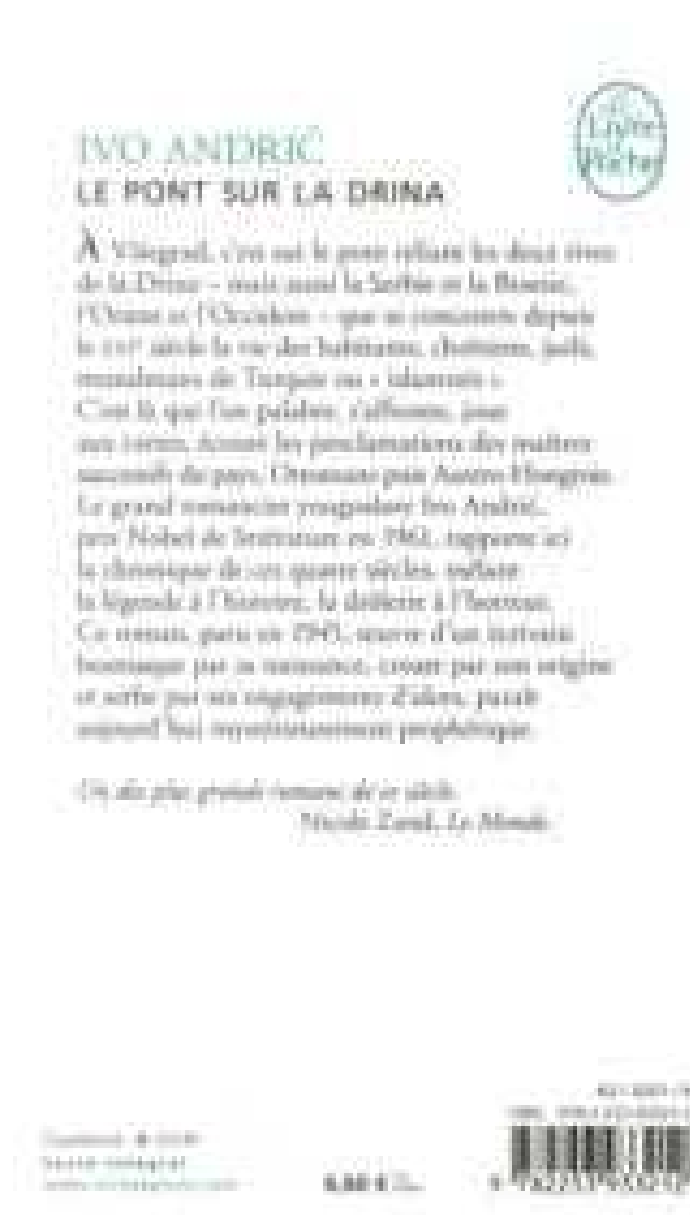 IVO ANDRIĆ
Le Livre de Poche
LE PONT SUR LA DRINA
À Višegrad, c'est sur le pont reliant les deux rives
de la Drina – mais aussi la Serbie et la Bosnie,
l'Orient et l'Occident – que se concentre depuis
le XVIe siècle la vie des habitants, chrétiens, juifs,
musulmans de Turquie ou « islamisés ».
C'est là que l'on palabre, s'affronte, joue
aux cartes, écoute les proclamations des maîtres
successifs du pays, Ottomans puis Austro-Hongrois.
Le grand romancier yougoslave Ivo Andrić,
prix Nobel de littérature en 1961, rapporte ici
la chronique de ces quatre siècles, mêlant
la légende à l'histoire, la drôlerie à l'horreur.
Ce roman, paru en 1945, œuvre d'un écrivain
bosniaque par sa naissance, croate par son origine
et serbe par ses engagements d'alors, paraît
aujourd'hui mystérieusement prophétique.
Un des plus grands romans de ce siècle.
Nicole Zand, Le Monde.
texte intégral
6,50 €